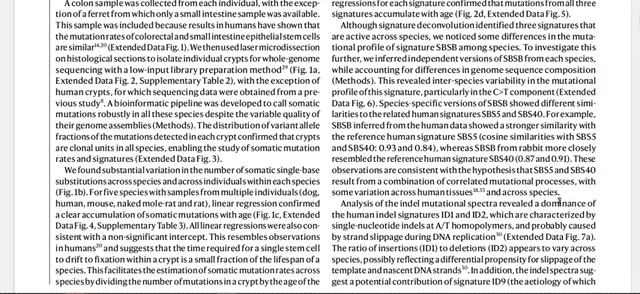 A colon sample was collected from each individual, with the excep-
tion of a ferret from which only a small intestine sample was available.
This sample was included because results in humans have shown that
the mutation rates of colorectal and small intestine epithelial stem cells
are similar14,20 (Extended Data Fig. 1). We then used laser microdissection
on histological sections to isolate individual crypts for whole-genome
sequencing with a low-input library preparation method29 (Fig. 1a,
Extended Data Fig. 2, Supplementary Table 2), with the exception of
human crypts, for which sequencing data were obtained from a pre-
vious study8. A bioinformatic pipeline was developed to call somatic
mutations robustly in all these species despite the variable quality of
their genome assemblies (Methods). The distribution of variant allele
fractions of the mutations detected in each crypt confirmed that crypts
are clonal units in all species, enabling the study of somatic mutation
rates and signatures (Extended Data Fig. 3).
We found substantial variation in the number of somatic single-base
substitutions across species and across individuals within each species
(Fig. 1b). For five species with samples from multiple individuals (dog,
human, mouse, naked mole-rat and rat), linear regression confirmed
a clear accumulation of somatic mutations with age (Fig. 1c, Extended
Data Fig. 4, Supplementary Table 3). All linear regressions were also con-
sistent with a non-significant intercept. This resembles observations
in humans20 and suggests that the time required for a single stem cell
to drift to fixation within a crypt is a small fraction of the lifespan of a
species. This facilitates the estimation of somatic mutation rates across
species by dividing the number of mutations in a crypt by the age of the
regressions for each signature confirmed that mutations from all three
signatures accumulate with age (Fig. 2d, Extended Data Fig. 5).
Although signature deconvolution identified three signatures that
are active across species, we noticed some differences in the muta-
tional profile of signature SBSB among species. To investigate this
further, we inferred independent versions of SBSB from each species,
while accounting for differences in genome sequence composition
(Methods). This revealed inter-species variability in the mutational
profile of this signature, particularly in the C>T component (Extended
Data Fig. 6). Species-specific versions of SBSB showed different simi-
larities to the related human signatures SBS5 and SBS40. For example,
SBSB inferred from the human data showed a stronger similarity with
the reference human signature SBS5 (cosine similarities with SBS5
and SBS40: 0.93 and 0.84), whereas SBSB from rabbit more closely
resembled the reference human signature SBS40 (0.87 and 0.91). These
observations are consistent with the hypothesis that SBS5 and SBS40
result from a combination of correlated mutational processes, with
some variation across human tissues18,33 and across species.
Analysis of the indel mutational spectra revealed a dominance of
the human indel signatures ID1 and ID2, which are characterized by
single-nucleotide indels at A/T homopolymers, and probably caused
by strand slippage during DNA replication30 (Extended Data Fig. 7a).
The ratio of insertions (ID1) to deletions (ID2) appears to vary across
species, possibly reflecting a differential propensity for slippage of the
template and nascent DNA strands30. In addition, the indel spectra sug-
gest a potential contribution of signature ID9 (the aetiology of which